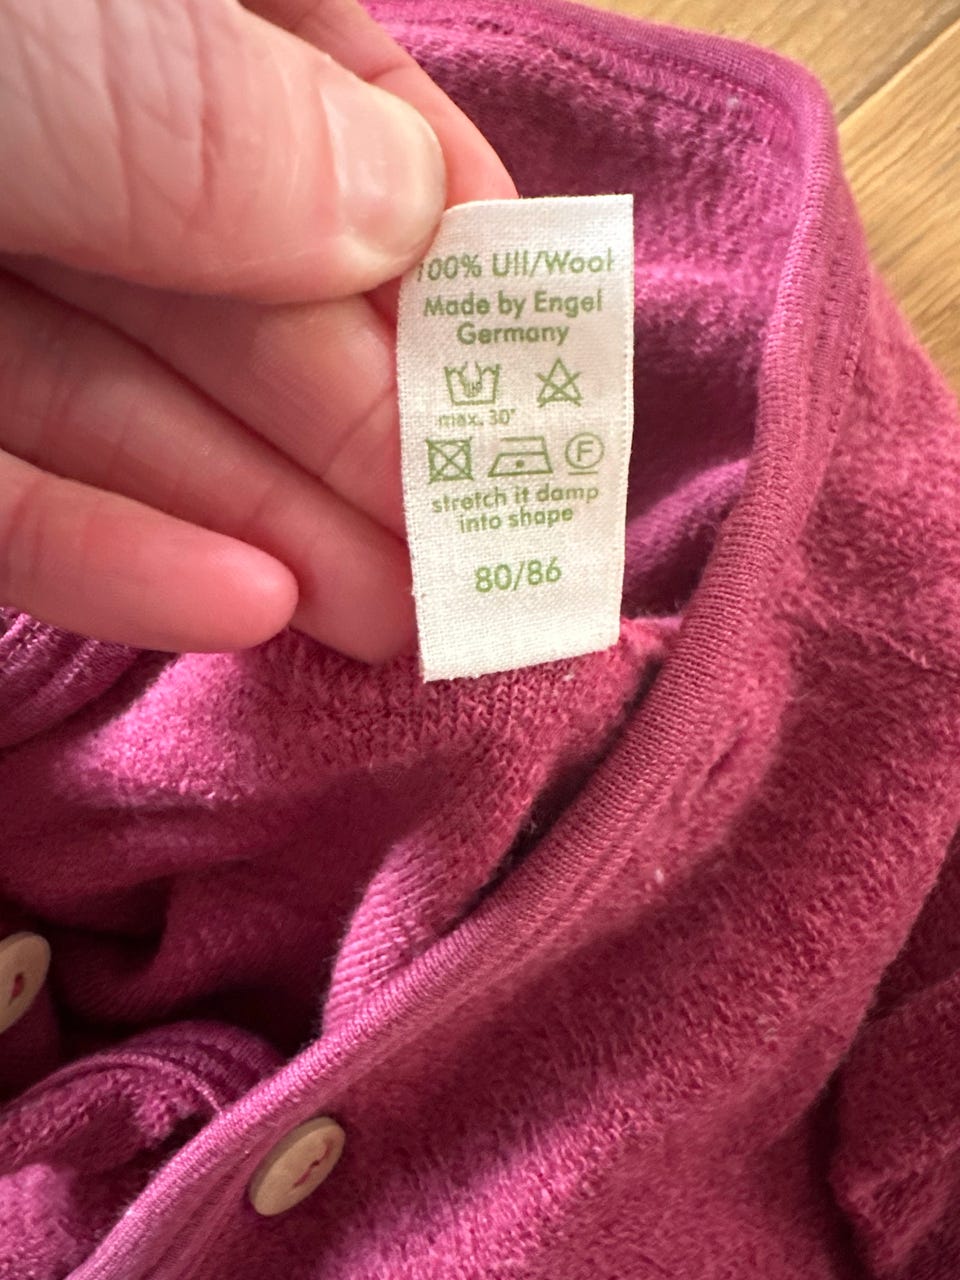 100% Ull/Wool
Made by Engel
Germany
max. 30°
F
stretch it damp
into shape
80/86